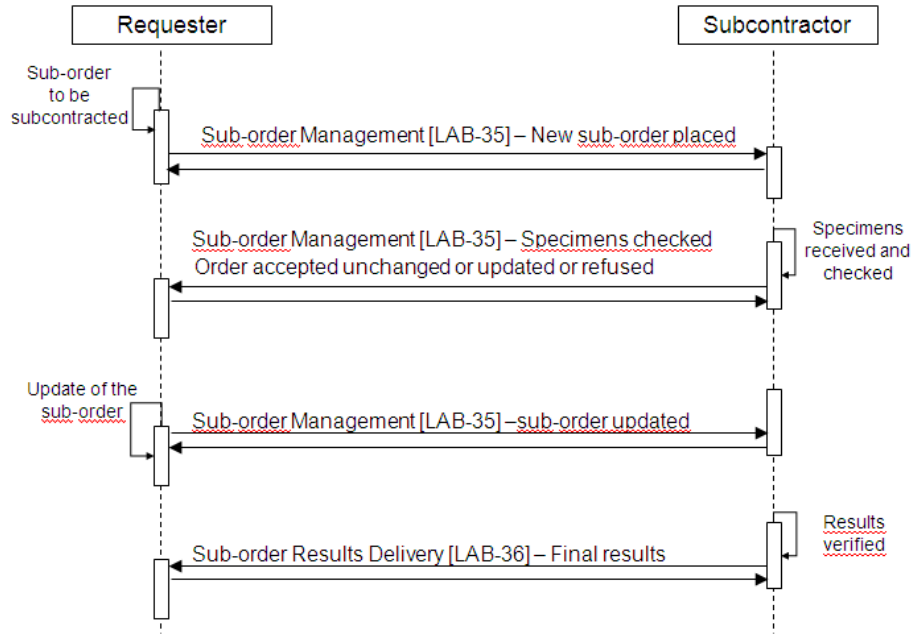 Requester
Subcontractor
Sub-order
to be
subcontracted
Sub-order Management [LAB-35] – New sub-order placed
Sub-order Management [LAB-35] – Specimens checked
Order accepted unchanged or updated or refused
Specimens
received and
checked
Update of the
sub-order
Sub-order Management [LAB-35] –sub-order updated
Sub-order Results Delivery [LAB-36] – Final results
Results
verified